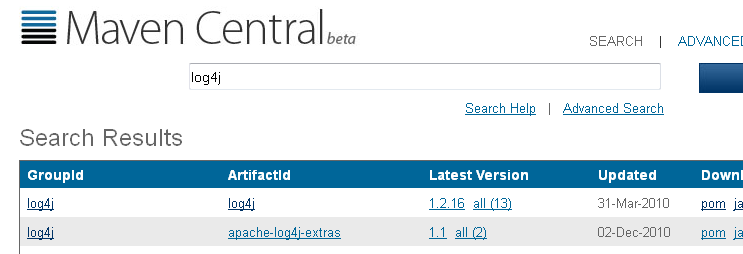 Maven Central beta
SEARCH | ADVANCED
log4j
Search Help | Advanced Search
Search Results
GroupId ArtifactId Latest Version Updated Downl
log4j log4j 1.2.16 all (13) 31-Mar-2010 pom ja
log4j apache-log4j-extras 1.1 all (2) 02-Dec-2010 pom ja